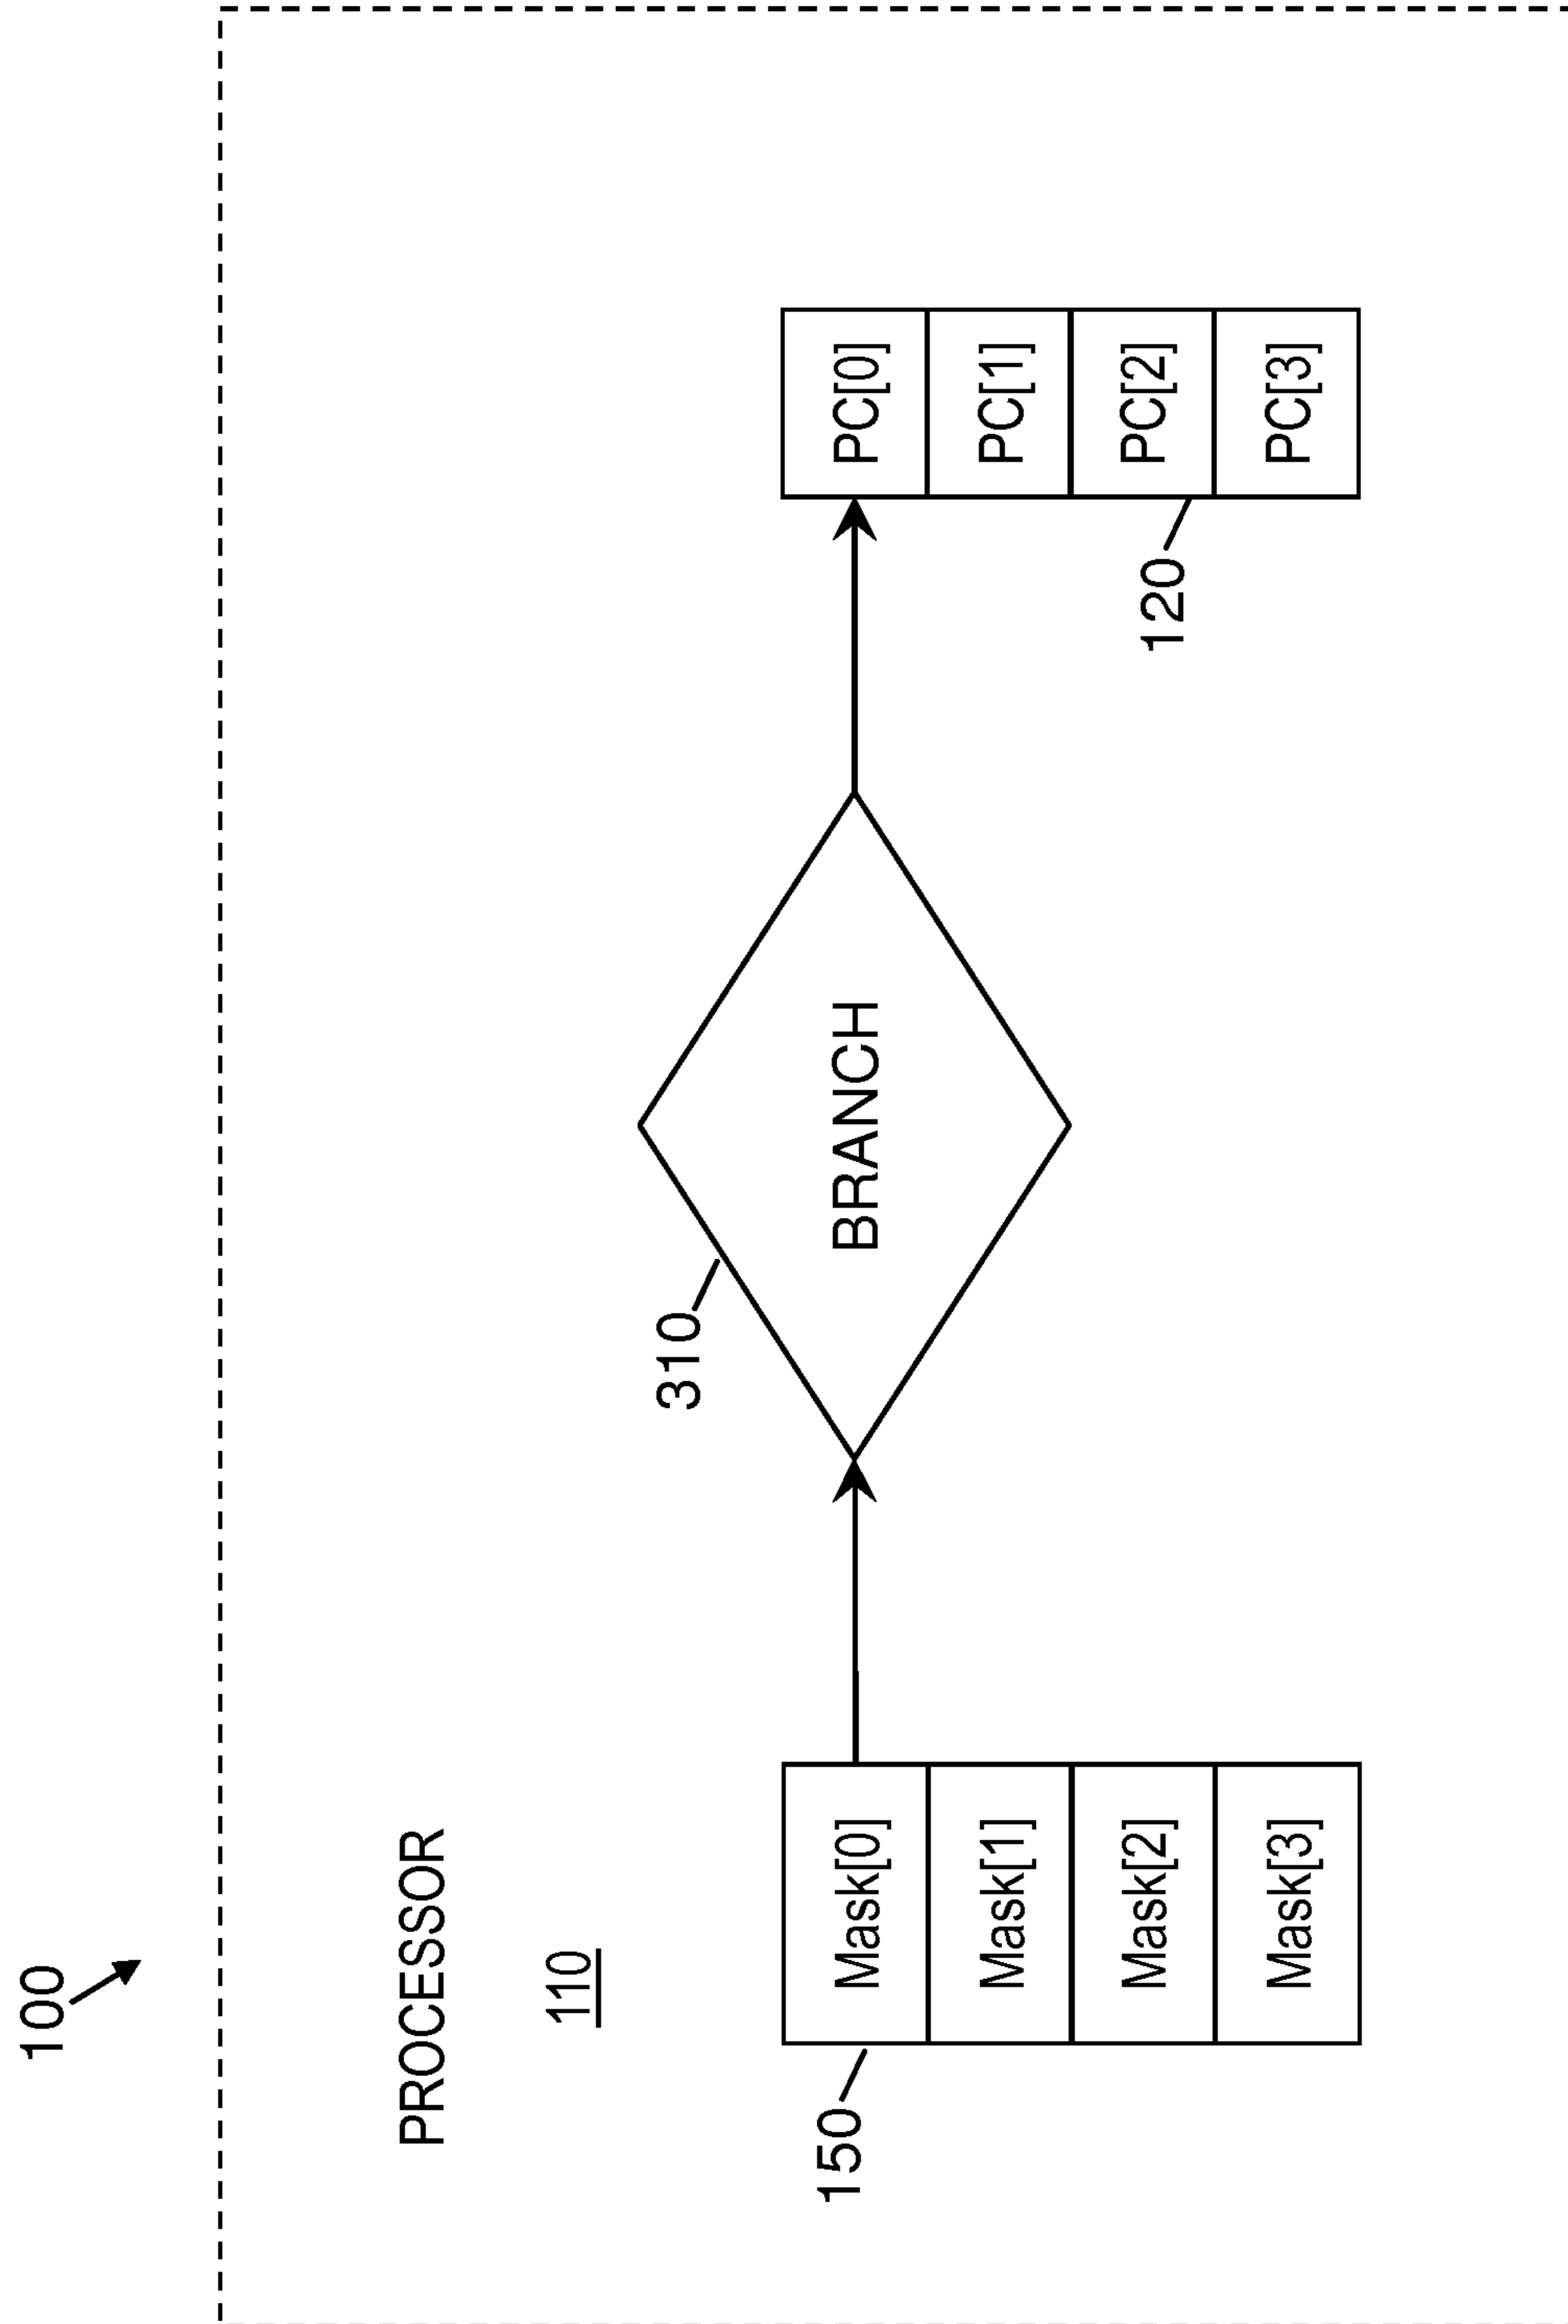 100
PROCESSOR
110
310
BRANCH
150
Mask[0]
Mask[1]
Mask[2]
Mask[3]
PC[0]
PC[1]
PC[2]
PC[3]
120